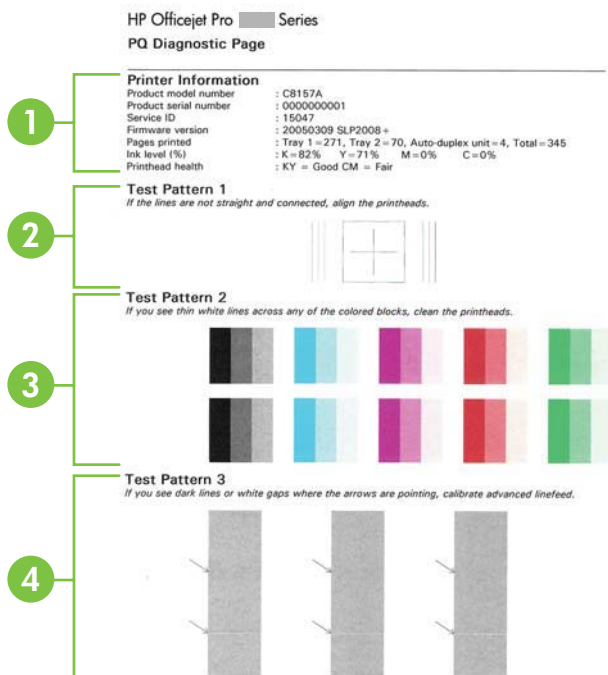 HP Officejet Pro Series
PQ Diagnostic Page
1
Printer Information
Product model number : C8157A
Product serial number : 0000000001
Service ID : 15047
Firmware version : 20050309 SLP2008+
Pages printed : Tray 1=271, Tray 2=70, Auto-duplex unit=4, Total=345
Ink level (%) : K=82% Y=71% M=0% C=0%
Printhead health : KY = Good CM = Fair
2
Test Pattern 1
If the lines are not straight and connected, align the printheads.
3
Test Pattern 2
If you see thin white lines across any of the colored blocks, clean the printheads.
4
Test Pattern 3
If you see dark lines or white gaps where the arrows are pointing, calibrate advanced linefeed.